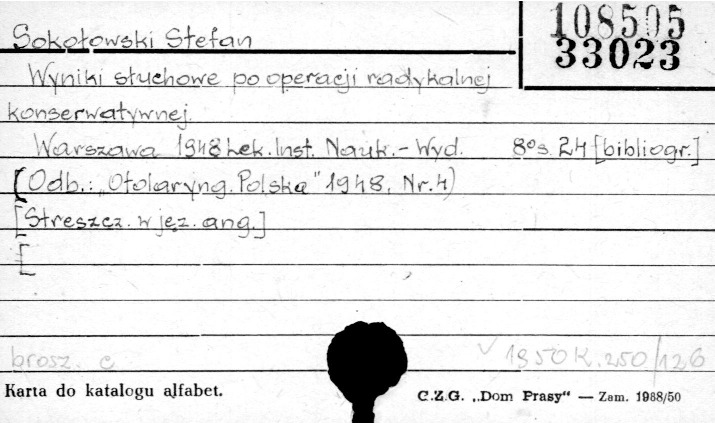 108505
33023
Sokołowski Stefan
Wyniki słuchowe po operacji radykalnej
konserwatywnej.
Warszawa 1948 Lek. Inst. Nauk.-Wyd. 8° s. 24 [bibliogr.]
(Odb.: „Otolaryng. Polska" 1948, Nr. 4)
[Streszcz. w jęz. ang.]
[
brosz. c
✓ 1950 K. 250/126
Karta do katalogu alfabet.
C.Z.G. „Dom Prasy“ — Zam. 1988/50